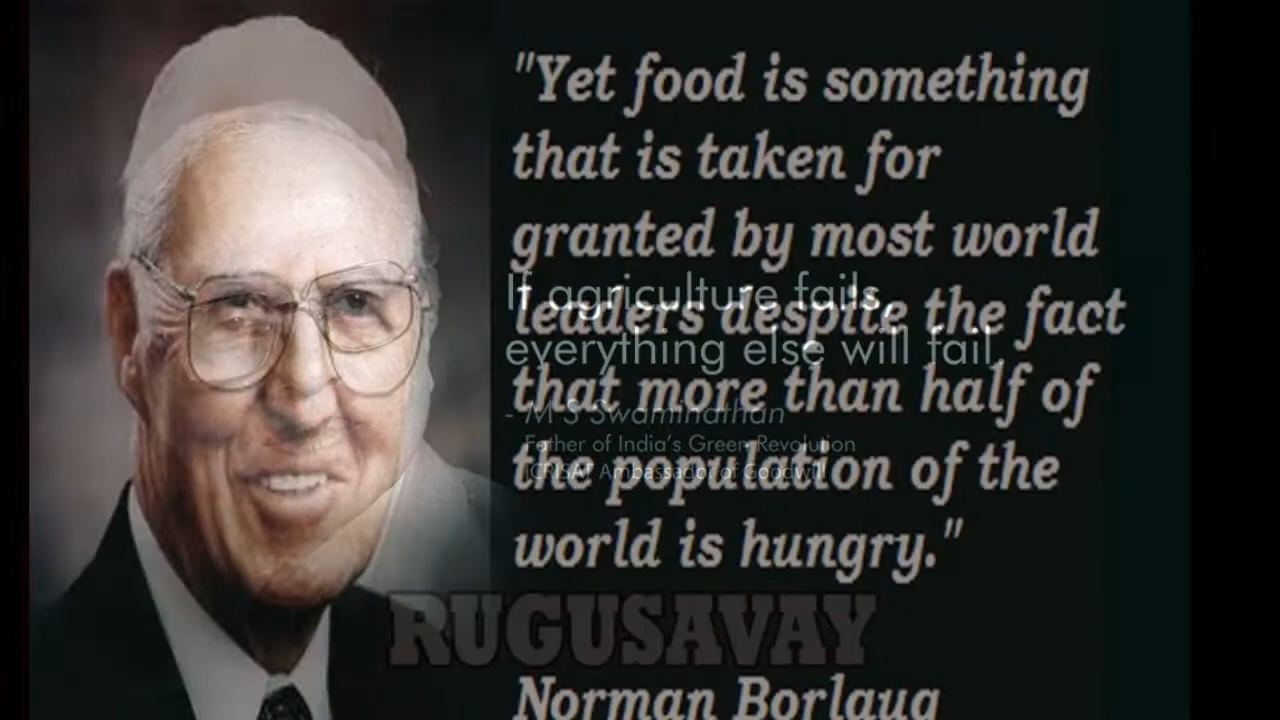 "Yet food is something
that is taken for
granted by most world
leaders despite the fact
that more than half of
the population of the
world is hungry."
Norman Borlaug
If agriculture fails,
everything else will fail.
- M S Swaminathan
Father of India's Green Revolution
ICRISAT Ambassador of Goodwill
RUGUSAVAY